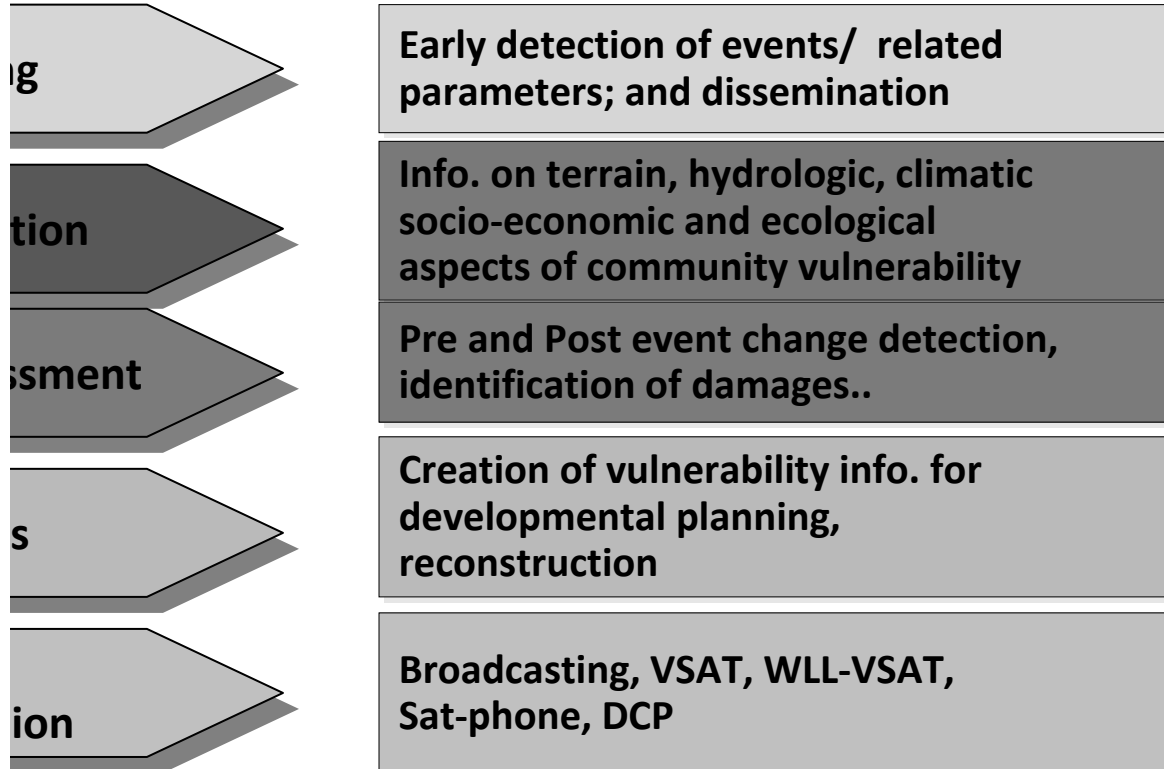 ng
Early detection of events/ related
parameters; and dissemination
tion
Info. on terrain, hydrologic, climatic
socio-economic and ecological
aspects of community vulnerability
ssment
Pre and Post event change detection,
identification of damages..
s
Creation of vulnerability info. for
developmental planning,
reconstruction
ion
Broadcasting, VSAT, WLL-VSAT,
Sat-phone, DCP